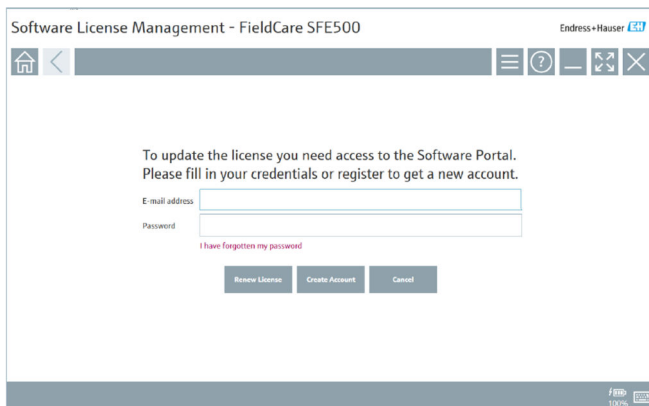 Software License Management - FieldCare SFE500
Endress+Hauser EH
?
To update the license you need access to the Software Portal.
Please fill in your credentials or register to get a new account.
E-mail address
Password
I have forgotten my password
Renew License Create Account Cancel
100%